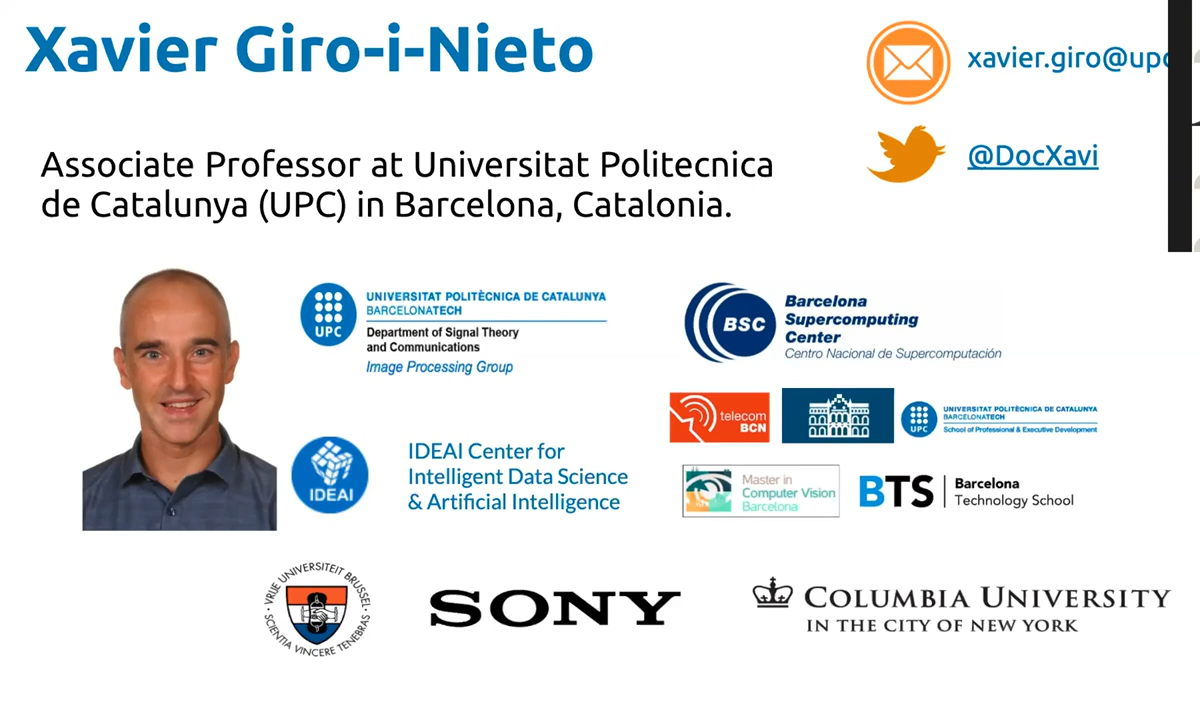 Xavier Giro-i-Nieto
xavier.giro@upc
@DocXavi
Associate Professor at Universitat Politecnica
de Catalunya (UPC) in Barcelona, Catalonia.
UPC
UNIVERSITAT POLITÈCNICA DE CATALUNYA
BARCELONATECH
Department of Signal Theory
and Communications
Image Processing Group
BSC
Barcelona
Supercomputing
Center
Centro Nacional de Supercomputación
telecom
BCN
UPC
UNIVERSITAT POLITÈCNICA DE CATALUNYA
BARCELONATECH
School of Professional & Executive Development
IDEAI
IDEAI Center for
Intelligent Data Science
& Artificial Intelligence
Master in
Computer Vision
Barcelona
BTS
Barcelona
Technology School
VRIJE UNIVERSITEIT BRUSSEL
SCIENTIA VINCERE TENEBRAS
SONY
COLUMBIA UNIVERSITY
IN THE CITY OF NEW YORK